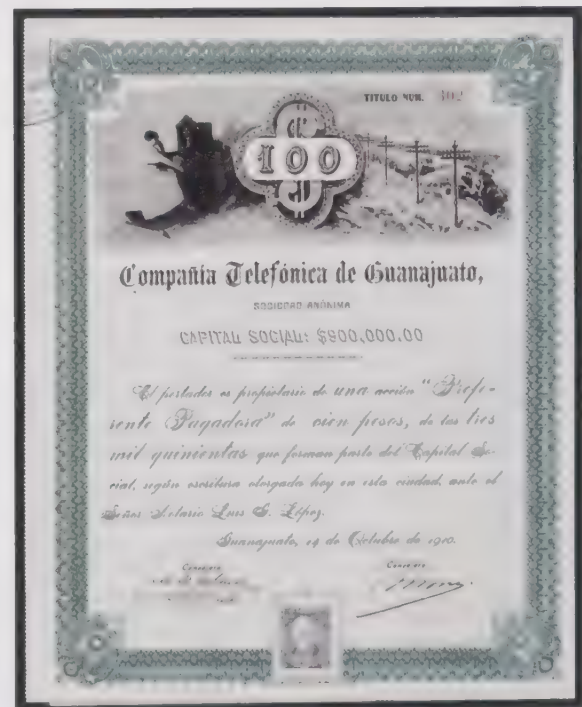 TITULO NUM. 102
$
100
$
Compañía Telefónica de Guanajuato,
SOCIEDAD ANÓNIMA
CAPITAL SOCIAL: $900,000.00
El portador es propietario de una acción "Prefe-
rente Pagadora" de cien pesos, de las tres
mil quinientas que forman parte del Capital So-
cial, según escritura otorgada hoy en esta ciudad, ante el
Señor Notario Luis G. López.
Guanajuato, 14 de Octubre de 1910.